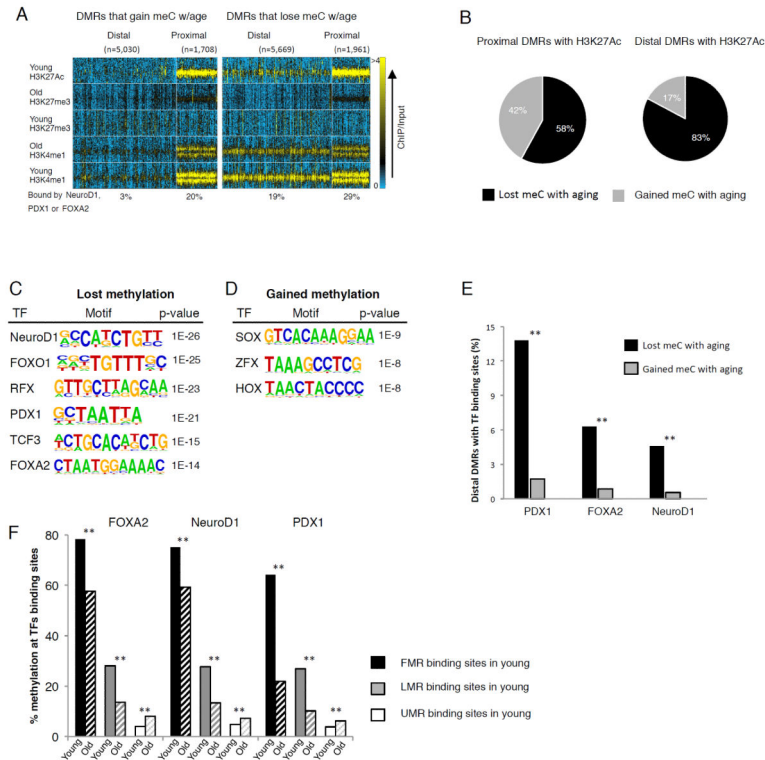 A
DMRs that gain meC w/age
DMRs that lose meC w/age
Distal
Proximal
Distal
Proximal
(n=5,030)
(n=1,708)
(n=5,669)
(n=1,961)
Young
H3K27Ac
Old
H3K27me3
Young
H3K27me3
Old
H3K4me1
Young
H3K4me1
>4
0
ChIP/Input
Bound by NeuroD1,
PDX1 or FOXA2
3%
20%
19%
29%
B
Proximal DMRs with H3K27Ac
Distal DMRs with H3K27Ac
42%
58%
17%
83%
Lost meC with aging
Gained meC with aging
C
Lost methylation
TF Motif p-value
NeuroD1 1E-26
FOXO1 1E-25
RFX 1E-23
PDX1 1E-21
TCF3 1E-15
FOXA2 CTAATGGAAAAC 1E-14
D
Gained methylation
TF Motif p-value
SOX GTCACAAAGGAA 1E-9
ZFX TAAAGCCTCG 1E-8
HOX TAACTACCCC 1E-8
E
Distal DMRs with TF binding sites (%)
15
12
9
6
3
0
**
**
**
Lost meC with aging
Gained meC with aging
PDX1
FOXA2
NeuroD1
F
FOXA2
NeuroD1
PDX1
% methylation at TFs binding sites
80
60
40
20
0
**
**
**
**
**
**
**
**
**
Young
Old
Young
Old
Young
Old
Young
Old
Young
Old
Young
Old
Young
Old
Young
Old
Young
Old
FMR binding sites in young
LMR binding sites in young
UMR binding sites in young